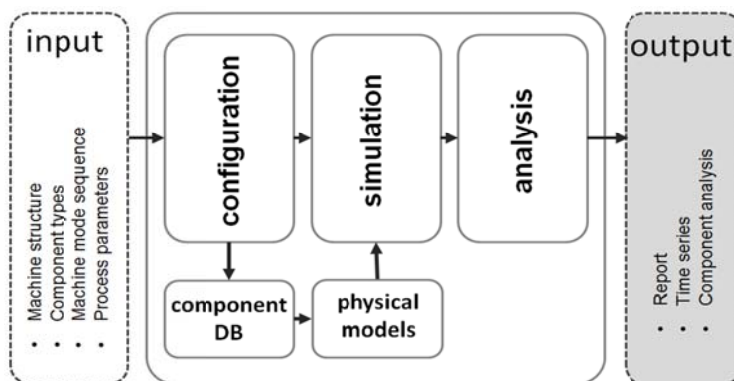 input
• Machine structure
• Component types
• Machine mode sequence
• Process parameters
configuration
simulation
analysis
component
DB
physical
models
output
• Report
• Time series
• Component analysis